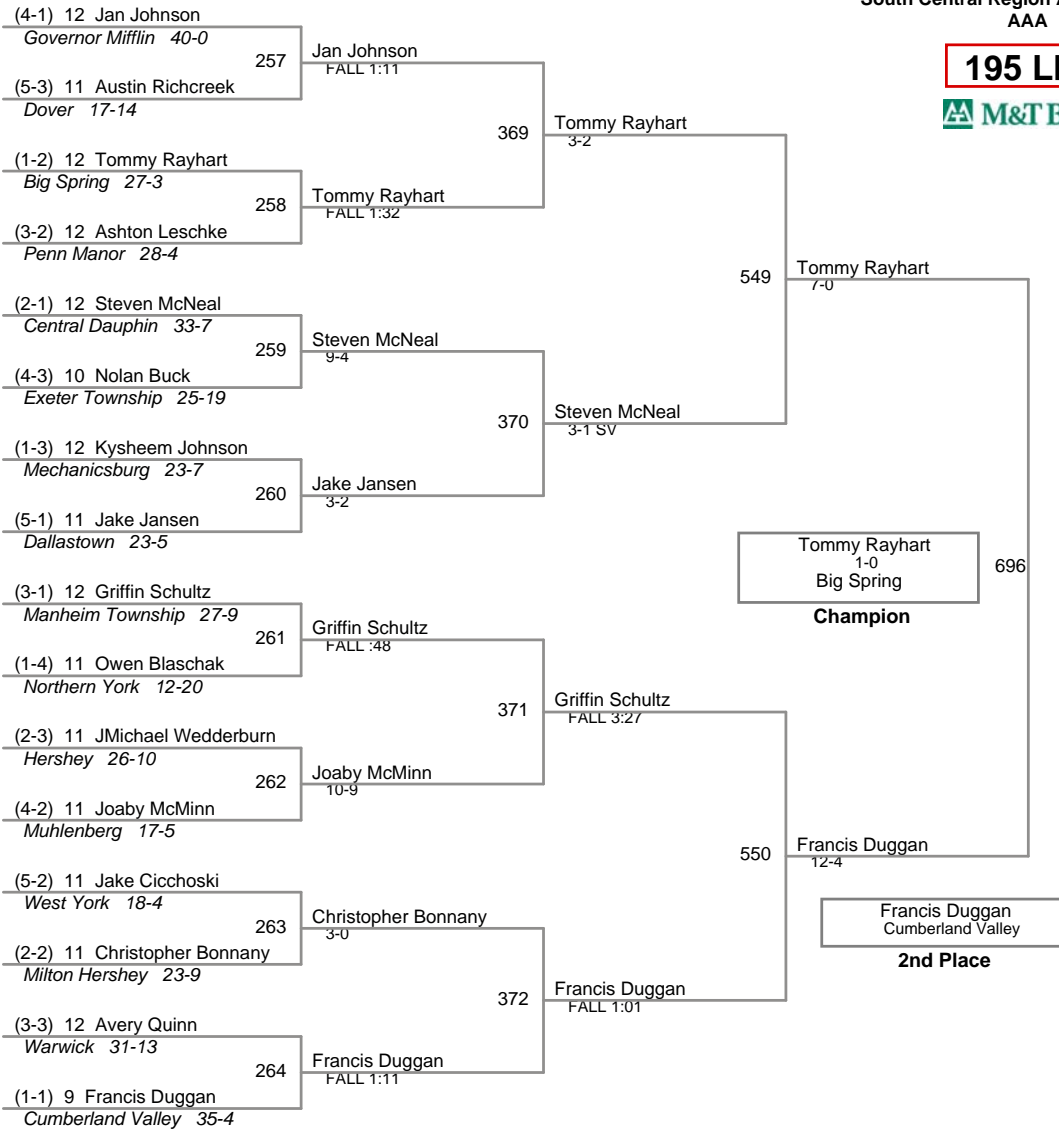 South Central Region
AAA
195 L
M&T
(4-1) 12 Jan Johnson
Governor Mifflin 40-0
257
Jan Johnson
FALL 1:11
(5-3) 11 Austin Richcreek
Dover 17-14
369
Tommy Rayhart
3-2
(1-2) 12 Tommy Rayhart
Big Spring 27-3
258
Tommy Rayhart
FALL 1:32
(3-2) 12 Ashton Leschke
Penn Manor 28-4
549
Tommy Rayhart
7-0
(2-1) 12 Steven McNeal
Central Dauphin 33-7
259
Steven McNeal
9-4
(4-3) 10 Nolan Buck
Exeter Township 25-19
370
Steven McNeal
3-1 SV
(1-3) 12 Kysheem Johnson
Mechanicsburg 23-7
260
Jake Jansen
3-2
(5-1) 11 Jake Jansen
Dallastown 23-5
Tommy Rayhart
1-0
Big Spring
Champion
696
(3-1) 12 Griffin Schultz
Manheim Township 27-9
261
Griffin Schultz
FALL :48
(1-4) 11 Owen Blaschak
Northern York 12-20
371
Griffin Schultz
FALL 3:27
(2-3) 11 JMichael Wedderburn
Hershey 26-10
262
Joaby McMinn
10-9
(4-2) 11 Joaby McMinn
Muhlenberg 17-5
550
Francis Duggan
12-4
(5-2) 11 Jake Cicchoski
West York 18-4
263
Christopher Bonnany
3-0
(2-2) 11 Christopher Bonnany
Milton Hershey 23-9
Francis Duggan
Cumberland Valley
2nd Place
372
Francis Duggan
FALL 1:01
(3-3) 12 Avery Quinn
Warwick 31-13
264
Francis Duggan
FALL 1:11
(1-1) 9 Francis Duggan
Cumberland Valley 35-4